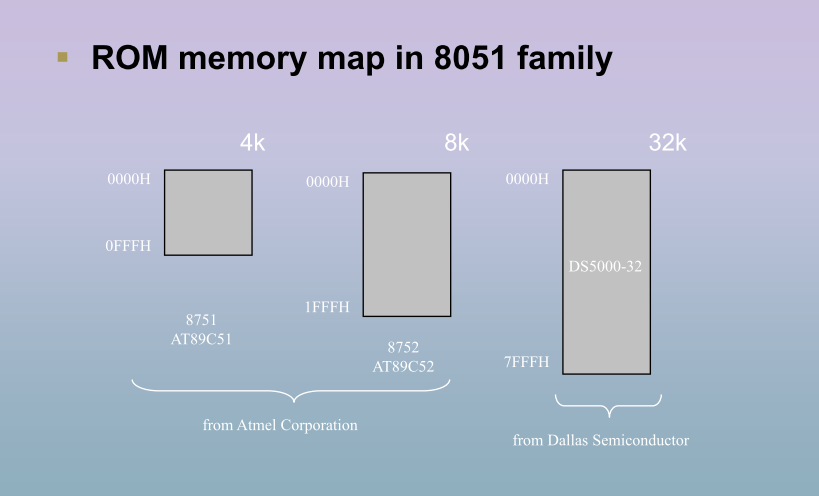 ROM memory map in 8051 family
4k
8k
32k
0000H
0000H
0000H
0FFFH
DS5000-32
1FFFH
8751
AT89C51
8752
AT89C52
7FFFH
from Atmel Corporation
from Dallas Semiconductor